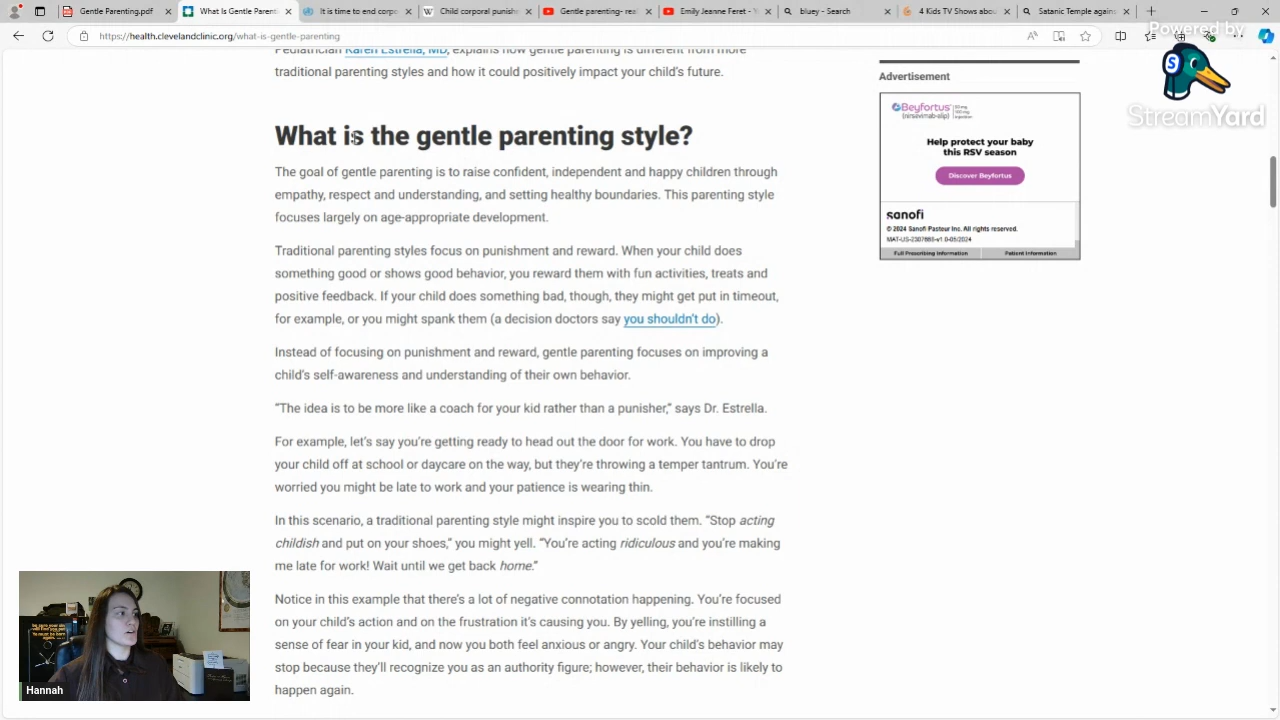 Gentle Parenting.pdf
What Is Gentle Parent
It is time to end corpo
Child corporal punishm
Gentle parenting- rea
Emily Jeanne Feret -
bluey - Search
4 Kids TV Shows abou
Satanic Temple again
https://health.clevelandclinic.org/what-is-gentle-parenting
Powered by
StreamYard
Pediatrician Karen Estrella, MD, explains how gentle parenting is different from more
traditional parenting styles and how it could positively impact your child's future.
What is the gentle parenting style?
The goal of gentle parenting is to raise confident, independent and happy children through
empathy, respect and understanding, and setting healthy boundaries. This parenting style
focuses largely on age-appropriate development.
Traditional parenting styles focus on punishment and reward. When your child does
something good or shows good behavior, you reward them with fun activities, treats and
positive feedback. If your child does something bad, though, they might get put in timeout,
for example, or you might spank them (a decision doctors say you shouldn't do).
Instead of focusing on punishment and reward, gentle parenting focuses on improving a
child's self-awareness and understanding of their own behavior.
“The idea is to be more like a coach for your kid rather than a punisher,” says Dr. Estrella.
For example, let's say you're getting ready to head out the door for work. You have to drop
your child off at school or daycare on the way, but they're throwing a temper tantrum. You're
worried you might be late to work and your patience is wearing thin.
In this scenario, a traditional parenting style might inspire you to scold them. “Stop acting
childish and put on your shoes,” you might yell. “You're acting ridiculous and you're making
me late for work! Wait until we get back home.”
Notice in this example that there's a lot of negative connotation happening. You're focused
on your child's action and on the frustration it's causing you. By yelling, you're instilling a
sense of fear in your kid, and now you both feel anxious or angry. Your child's behavior may
stop because they'll recognize you as an authority figure; however, their behavior is likely to
happen again.
Advertisement
Beyfortus
(nirsevimab-alip)
50 mg
100 mg
injection
Help protect your baby
this RSV season
Discover Beyfortus
sanofi
© 2024 Sanofi Pasteur Inc. All rights reserved.
Full Prescribing Information
Patient Information
Hannah